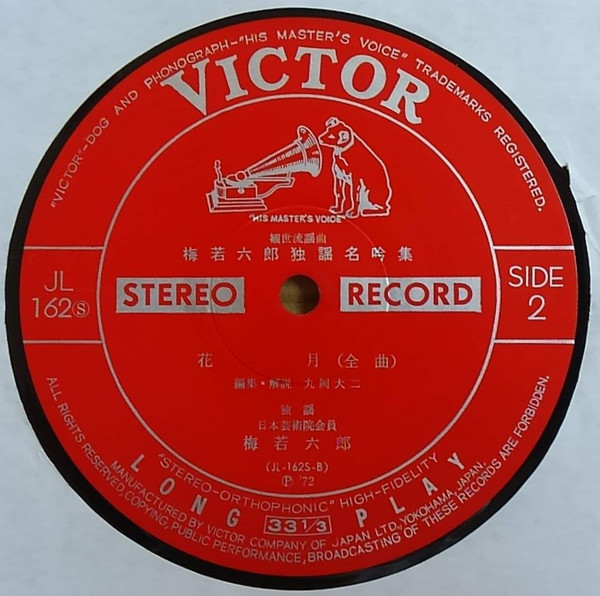 "VICTOR"-DOG AND PHONOGRAPH-"HIS MASTER'S VOICE" TRADEMARKS REGISTERED.
VICTOR
"HIS MASTER'S VOICE"
観世流謡曲
梅若六郎独謡名吟集
JL
162Ⓢ
STEREO RECORD
SIDE
2
花 月(全曲)
編集・解説 丸岡大二
独謡
日本芸術院会員
梅若六郎
(JL-162S-B)
Ⓟ '72
"STEREO-ORTHOPHONIC" HIGH-FIDELITY
LONG 33 1/3 PLAY
MANUFACTURED BY VICTOR COMPANY OF JAPAN LTD. YOKOHAMA, JAPAN.
ALL RIGHTS RESERVED, COPYING, PUBLIC PERFORMANCE, BROADCASTING OF THESE RECORDS ARE FORBIDDEN.